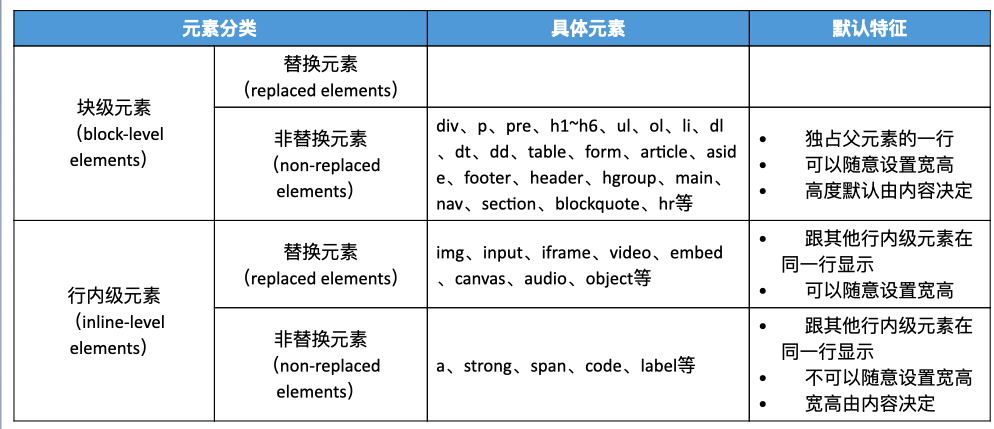 元素分类 具体元素 默认特征
块级元素
（block-level
elements）
替换元素
（replaced elements）
非替换元素
（non-replaced
elements）
div、p、pre、h1~h6、ul、ol、li、dl
、dt、dd、table、form、article、asid
e、footer、header、hgroup、main、
nav、section、blockquote、hr等
• 独占父元素的一行
• 可以随意设置宽高
• 高度默认由内容决定
行内级元素
（inline-level
elements）
替换元素
（replaced elements）
img、input、iframe、video、embed
、canvas、audio、object等
• 跟其他行内级元素在
同一行显示
• 可以随意设置宽高
非替换元素
（non-replaced
elements）
a、strong、span、code、label等
• 跟其他行内级元素在
同一行显示
• 不可以随意设置宽高
• 宽高由内容决定